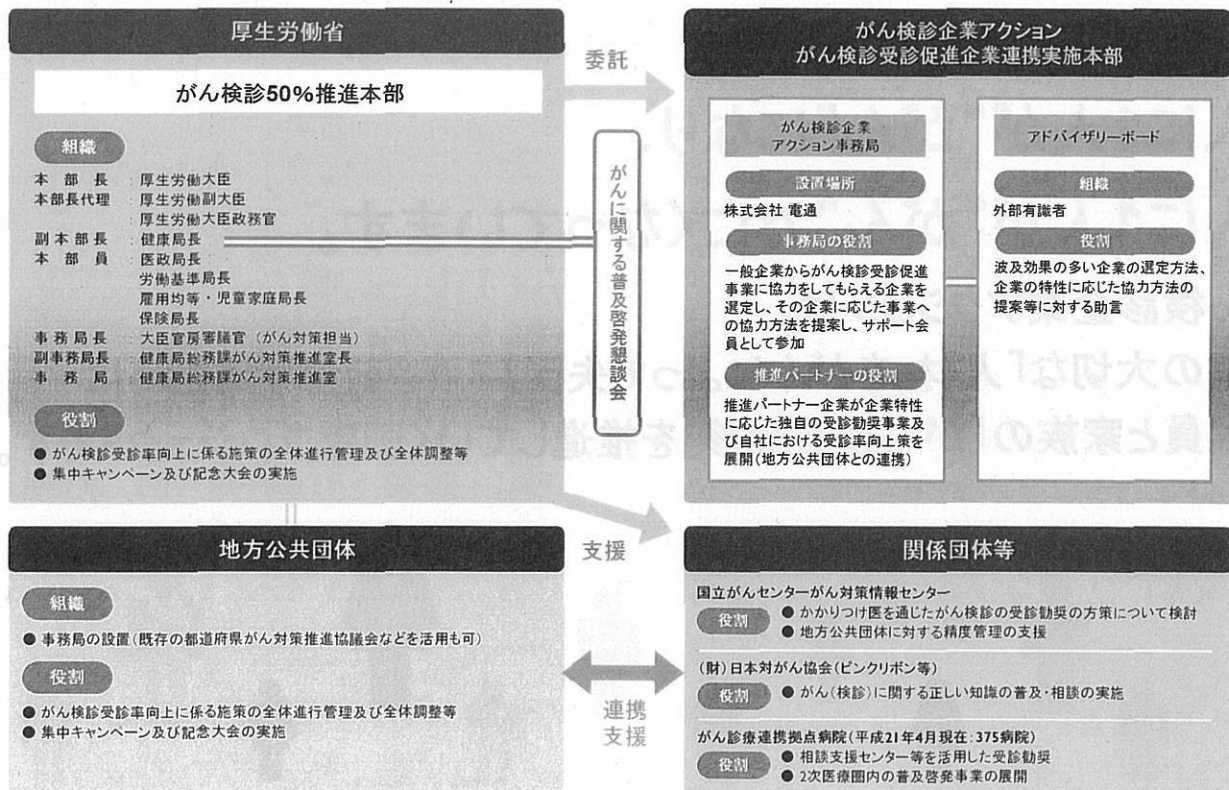 厚生労働省
がん検診50%推進本部
組織
本部長：厚生労働大臣
本部長代理：厚生労働副大臣
：厚生労働大臣政務官
副本部長：健康局長
本部員：医政局長
労働基準局長
雇用均等・児童家庭局長
保険局長
事務局長：大臣官房審議官（がん対策担当）
副事務局長 健康局総務課がん対策推進室長
事務局 健康局総務課がん対策推進室
役割
● がん検診受診率向上に係る施策の全体進行管理及び全体調整等
● 集中キャンペーン及び記念大会の実施
委託
がんに関する普及啓発懇談会
がん検診企業アクション
がん検診受診促進企業連携実施本部
がん検診企業
アクション事務局
設置場所
株式会社 電通
事務局の役割
一般企業からがん検診受診促進
事業に協力をしてもらえる企業を
選定し、その企業に応じた事業へ
の協力方法を提案し、サポート会
員として参加
推進パートナーの役割
推進パートナー企業が企業特性
に応じた独自の受診勧奨事業及
び自社における受診率向上策を
展開(地方公共団体との連携)
アドバイザリーボード
組織
外部有識者
役割
波及効果の多い企業の選定方法、
企業の特性に応じた協力方法の
提案等に対する助言
地方公共団体
組織
● 事務局の設置(既存の都道府県がん対策推進協議会などを活用も可)
役割
● がん検診受診率向上に係る施策の全体進行管理及び全体調整等
● 集中キャンペーン及び記念大会の実施
支援
連携
支援
関係団体等
国立がんセンターがん対策情報センター
役割
● かかりつけ医を通じたがん検診の受診勧奨の方策について検討
● 地方公共団体に対する精度管理の支援
(財)日本対がん協会(ピンクリボン等)
役割
● がん(検診)に関する正しい知識の普及・相談の実施
がん診療連携拠点病院(平成21年4月現在:375病院)
役割
● 相談支援センター等を活用した受診勧奨
● 2次医療圏内の普及啓発事業の展開